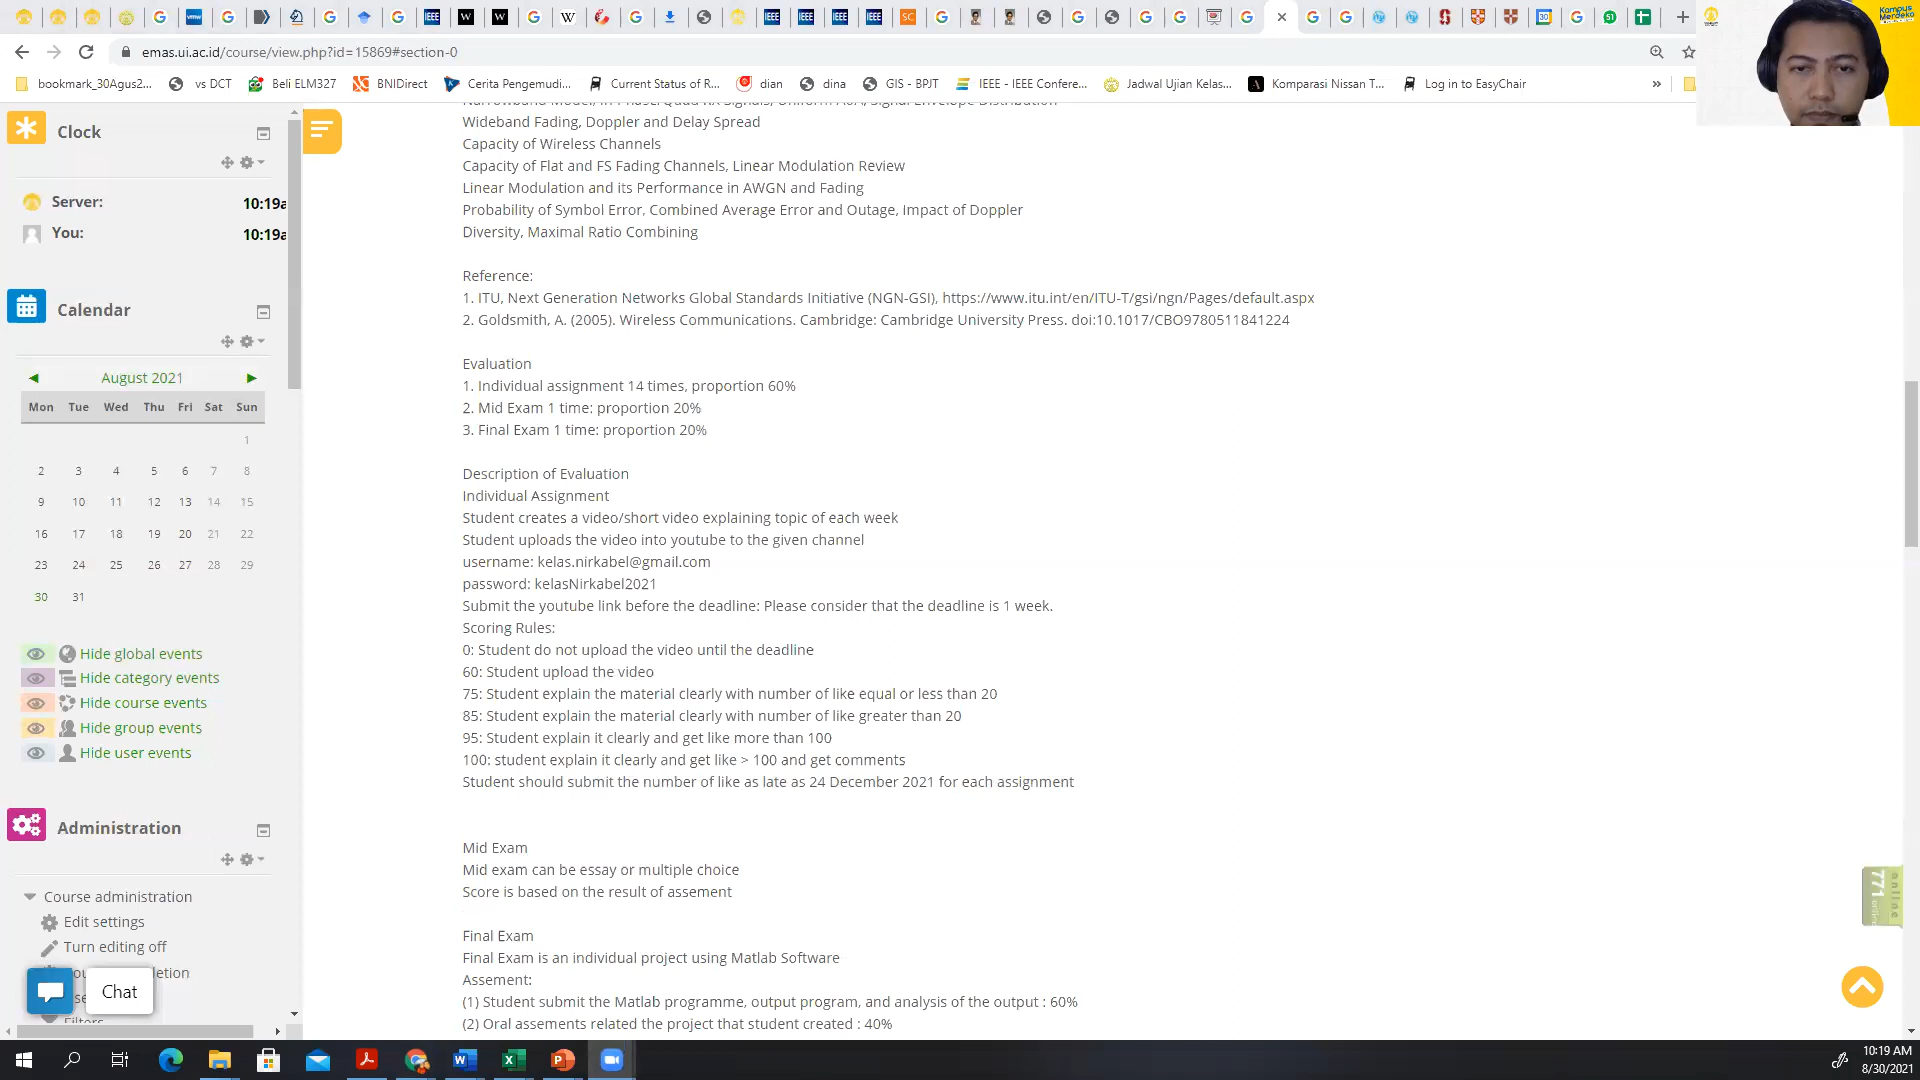 emas.ui.ac.id/course/view.php?id=15869#section-0
bookmark_30Agus2...
vs DCT
Beli ELM327
BNIDirect
Cerita Pengemudi...
Current Status of R...
dian
dina
GIS - BPJT
IEEE - IEEE Confere...
Jadwal Ujian Kelas...
Komparasi Nissan T...
Log in to EasyChair
Kampus Merdeka
Clock
Server: 10:19a
You: 10:19a
Calendar
August 2021
Mon Tue Wed Thu Fri Sat Sun
1
2 3 4 5 6 7 8
9 10 11 12 13 14 15
16 17 18 19 20 21 22
23 24 25 26 27 28 29
30 31
Hide global events
Hide category events
Hide course events
Hide group events
Hide user events
Administration
Course administration
Edit settings
Turn editing off
Chat
Filters
Wideband Fading, Doppler and Delay Spread
Capacity of Wireless Channels
Capacity of Flat and FS Fading Channels, Linear Modulation Review
Linear Modulation and its Performance in AWGN and Fading
Probability of Symbol Error, Combined Average Error and Outage, Impact of Doppler
Diversity, Maximal Ratio Combining
Reference:
1. ITU, Next Generation Networks Global Standards Initiative (NGN-GSI), https://www.itu.int/en/ITU-T/gsi/ngn/Pages/default.aspx
2. Goldsmith, A. (2005). Wireless Communications. Cambridge: Cambridge University Press. doi:10.1017/CBO9780511841224
Evaluation
1. Individual assignment 14 times, proportion 60%
2. Mid Exam 1 time: proportion 20%
3. Final Exam 1 time: proportion 20%
Description of Evaluation
Individual Assignment
Student creates a video/short video explaining topic of each week
Student uploads the video into youtube to the given channel
username: kelas.nirkabel@gmail.com
password: kelasNirkabel2021
Submit the youtube link before the deadline: Please consider that the deadline is 1 week.
Scoring Rules:
0: Student do not upload the video until the deadline
60: Student upload the video
75: Student explain the material clearly with number of like equal or less than 20
85: Student explain the material clearly with number of like greater than 20
95: Student explain it clearly and get like more than 100
100: student explain it clearly and get like > 100 and get comments
Student should submit the number of like as late as 24 December 2021 for each assignment
Mid Exam
Mid exam can be essay or multiple choice
Score is based on the result of assement
Final Exam
Final Exam is an individual project using Matlab Software
Assement:
(1) Student submit the Matlab programme, output program, and analysis of the output : 60%
(2) Oral assements related the project that student created : 40%
771
online
10:19 AM
8/30/2021